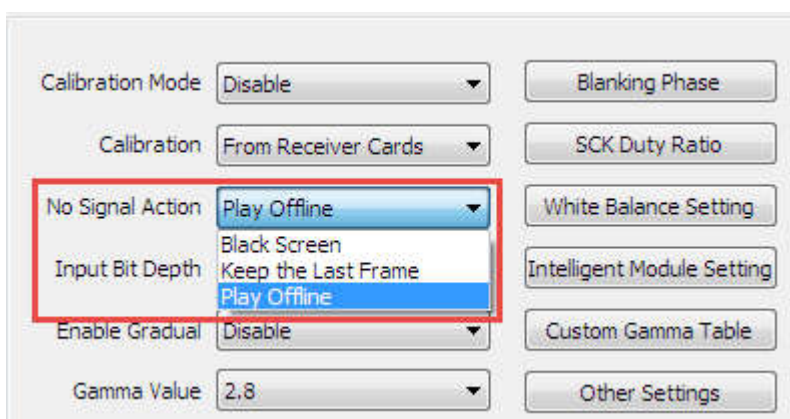 Calibration Mode Disable Blanking Phase
Calibration From Receiver Cards SCK Duty Ratio
No Signal Action Play Offline White Balance Setting
Black Screen
Input Bit Depth Keep the Last Frame Intelligent Module Setting
Play Offline
Enable Gradual Disable Custom Gamma Table
Gamma Value 2.8 Other Settings